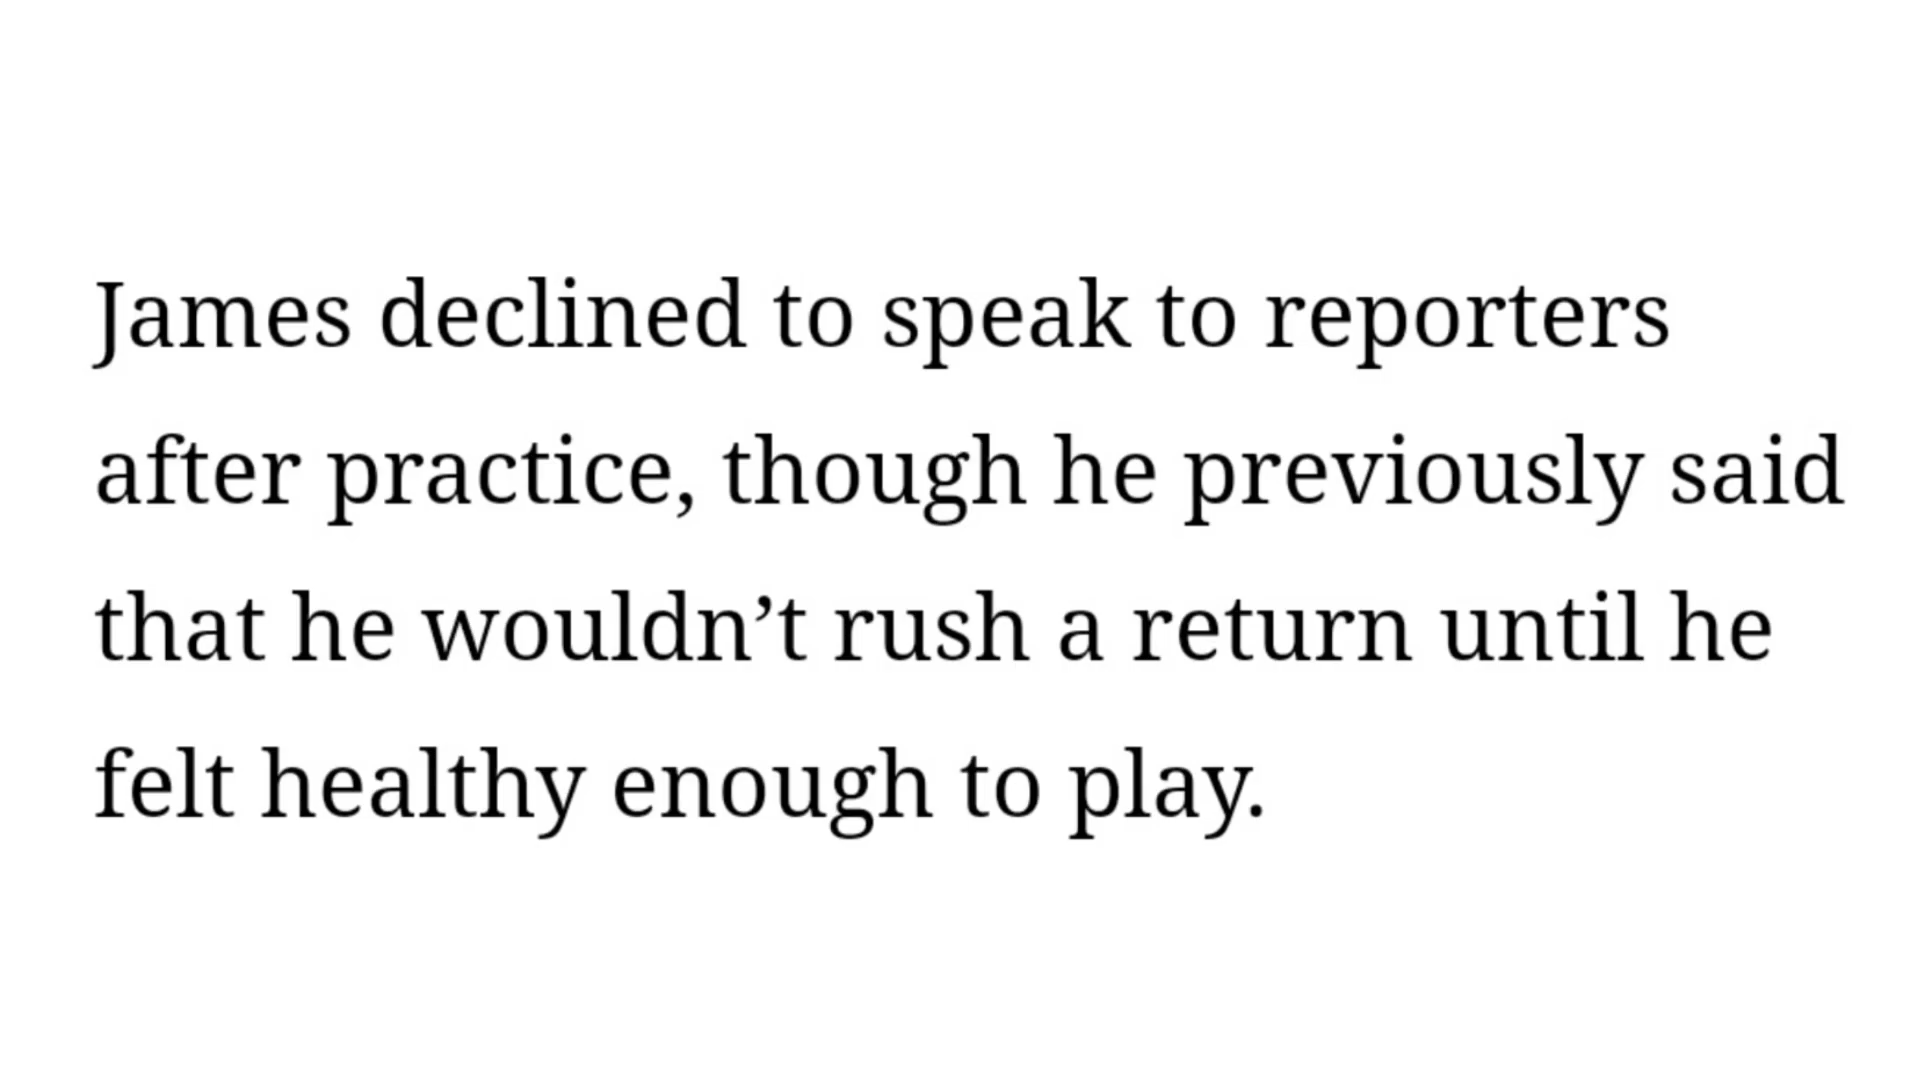 James declined to speak to reporters
after practice, though he previously said
that he wouldn’t rush a return until he
felt healthy enough to play.